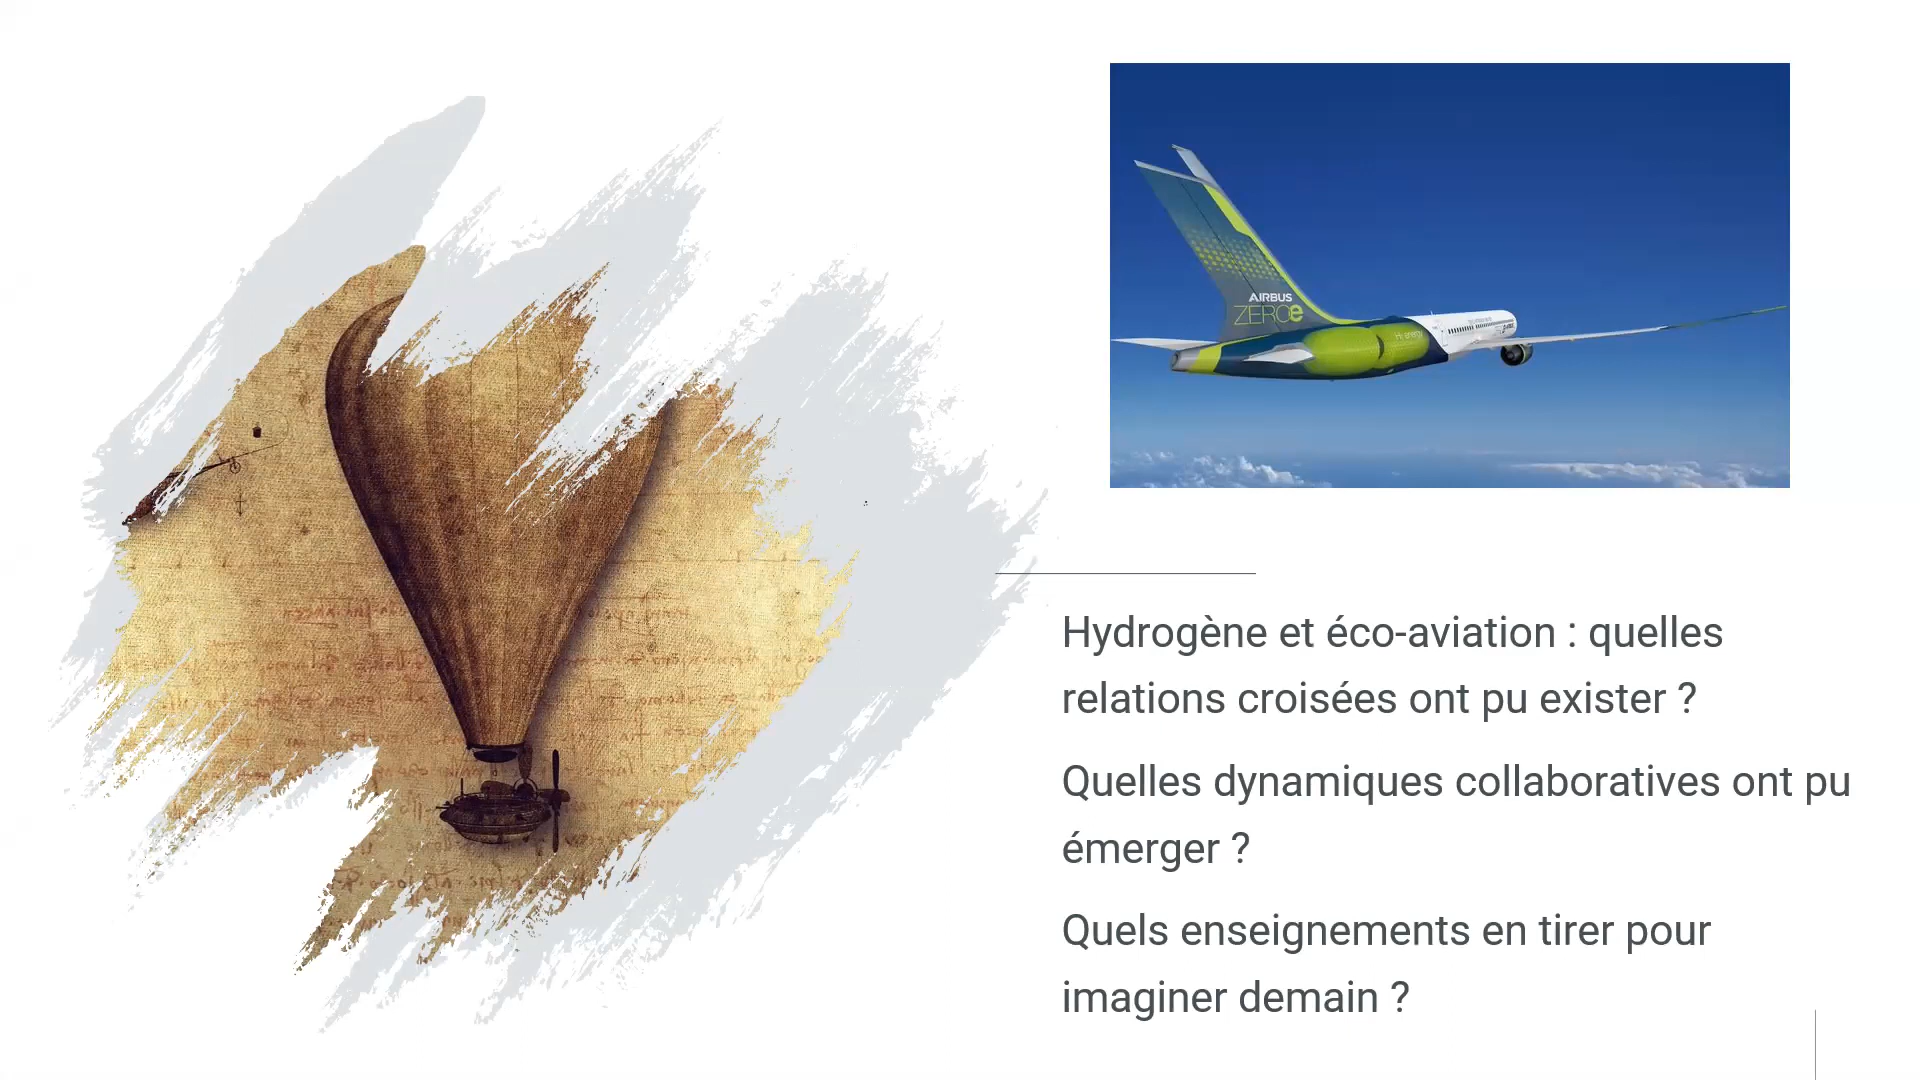 AIRBUS
ZEROe
Hydrogène et éco-aviation : quelles
relations croisées ont pu exister ?
Quelles dynamiques collaboratives ont pu
émerger ?
Quels enseignements en tirer pour
imaginer demain ?